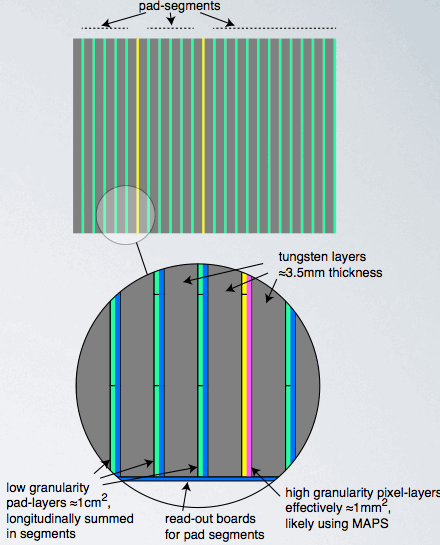 pad-segments
tungsten layers
≈3.5mm thickness
low granularity
pad-layers ≈1cm²,
longitudinally summed
in segments
read-out boards
for pad segments
high granularity pixel-layers
effectively ≈1mm²,
likely using MAPS